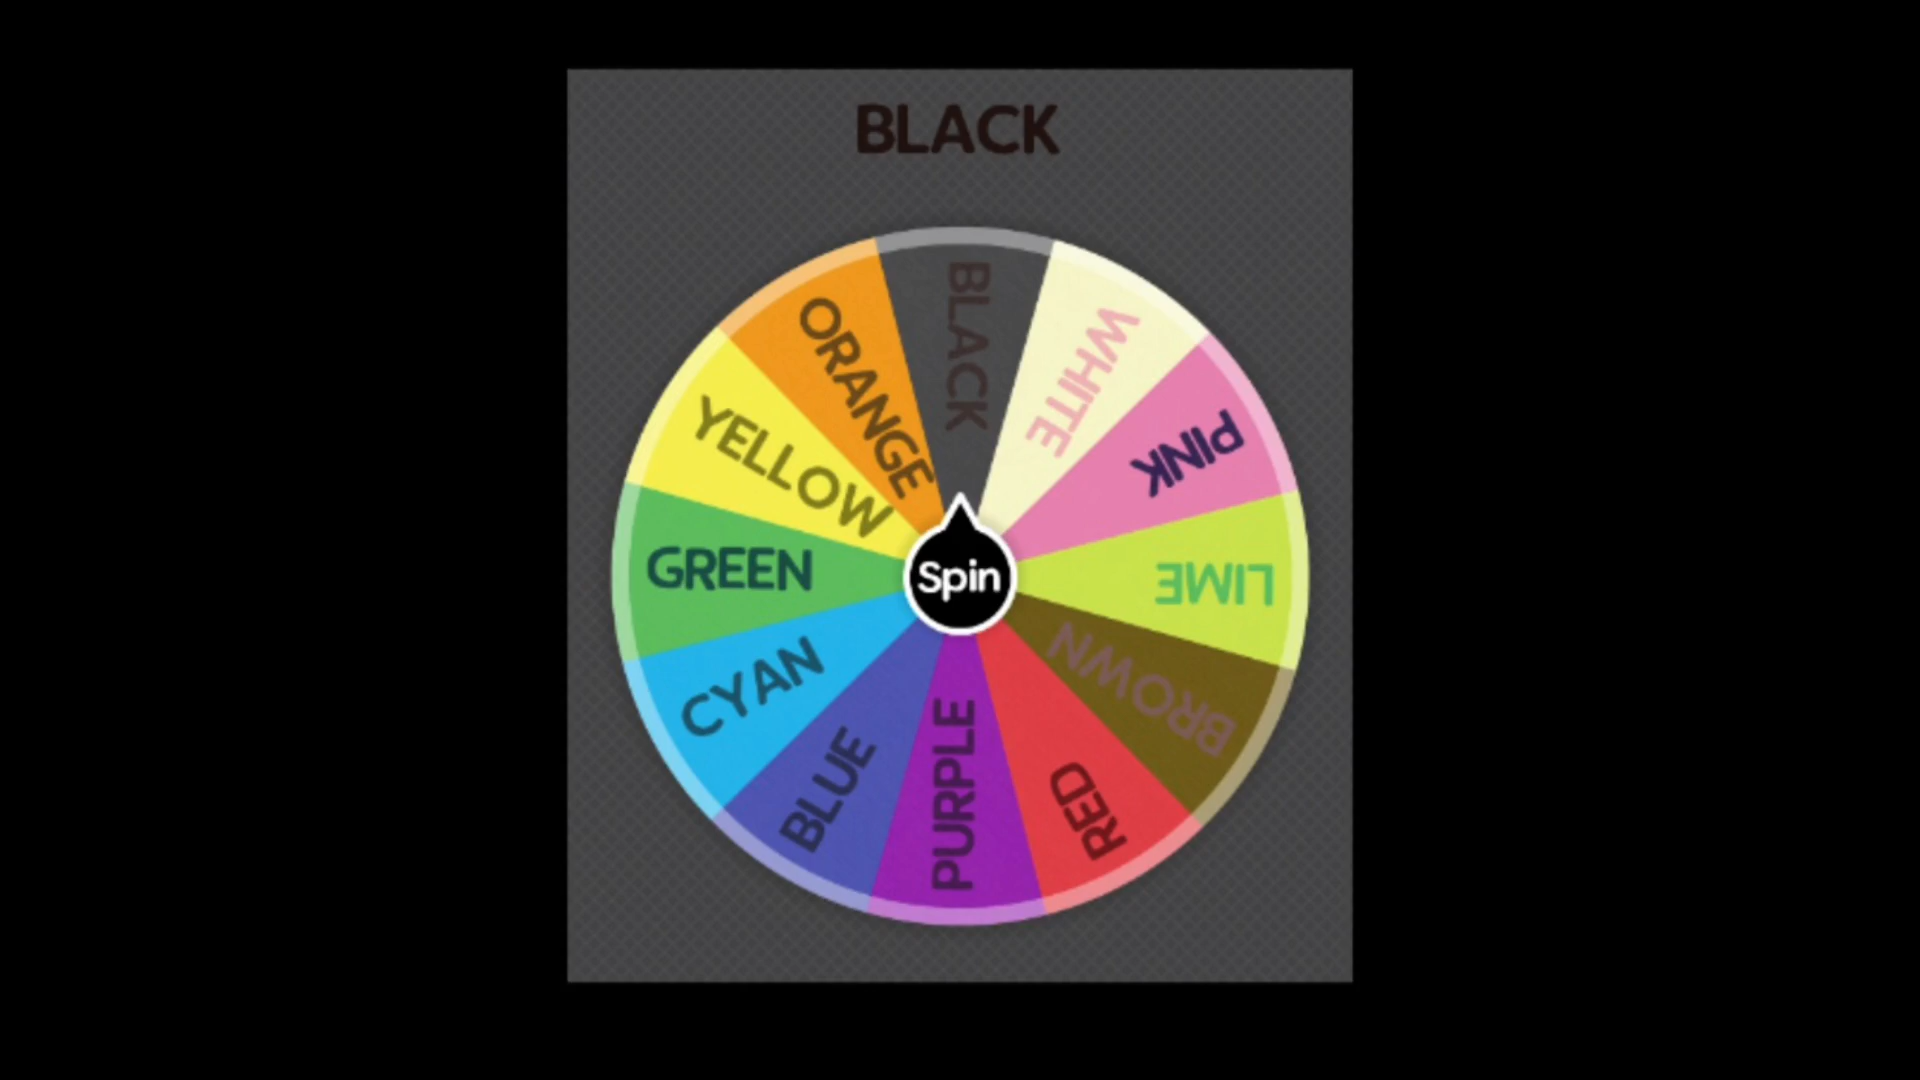 BLACK
BLACK
WHITE
PINK
LIME
BROWN
RED
PURPLE
BLUE
CYAN
GREEN
YELLOW
ORANGE
Spin